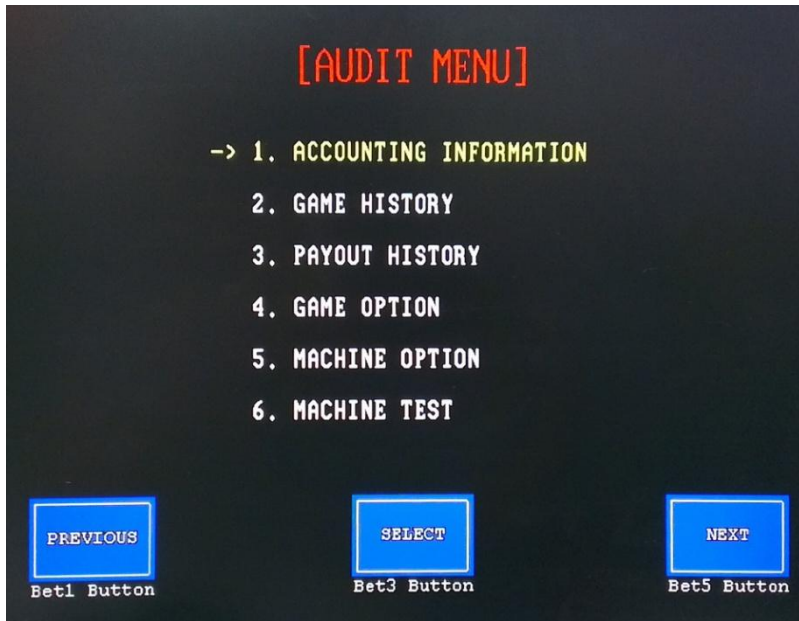 [AUDIT MENU]
-> 1. ACCOUNTING INFORMATION
2. GAME HISTORY
3. PAYOUT HISTORY
4. GAME OPTION
5. MACHINE OPTION
6. MACHINE TEST
PREVIOUS SELECT NEXT
Bet1 Button Bet3 Button Bet5 Button